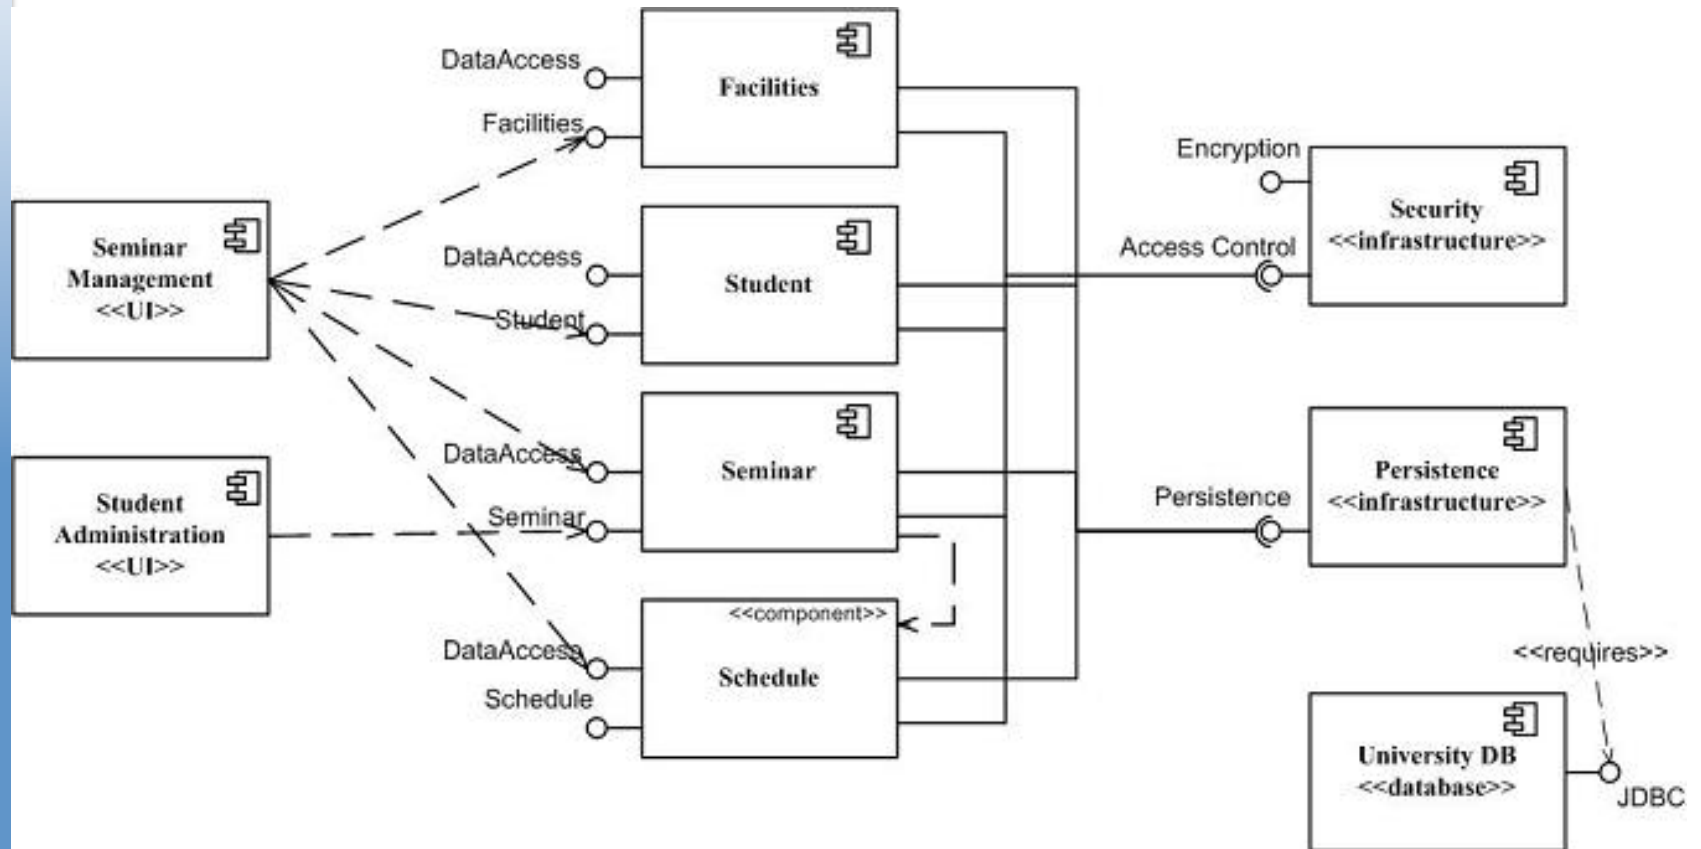 DataAccess
Facilities
Facilities
Encryption
Security
<<infrastructure>>
Access Control
Seminar
Management
<<UI>>
DataAccess
Student
Student
DataAccess
Seminar
Seminar
Persistence
Persistence
<<infrastructure>>
Student
Administration
<<UI>>
<<component>>
DataAccess
Schedule
Schedule
<<requires>>
University DB
<<database>>
JDBC